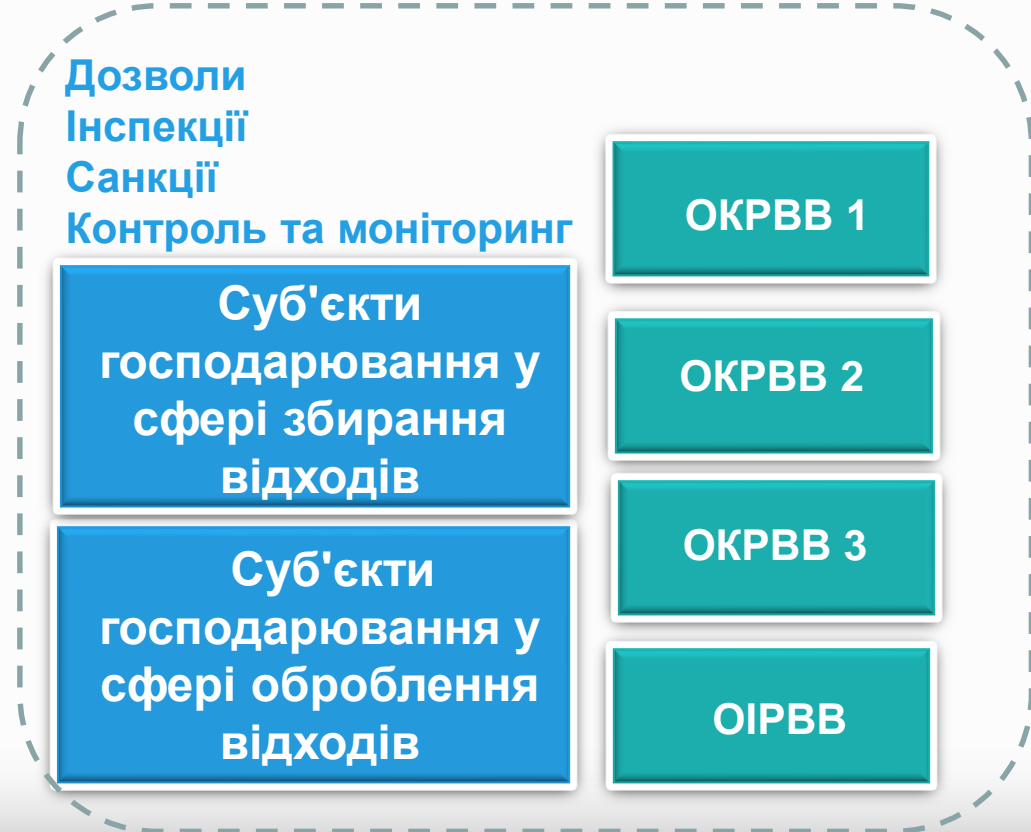 Дозволи
Інспекції
Санкції
Контроль та моніторинг
Суб'єкти
господарювання у
сфері збирання
відходів
Суб'єкти
господарювання у
сфері оброблення
відходів
ОКРВВ 1
ОКРВВ 2
ОКРВВ 3
ОІРВВ